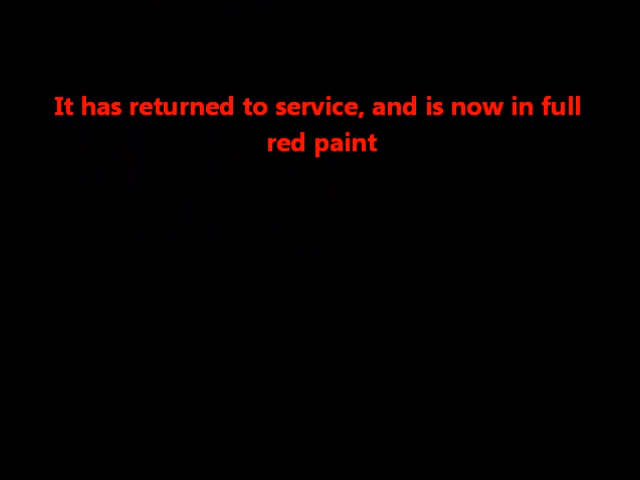 It has returned to service, and is now in full
red paint